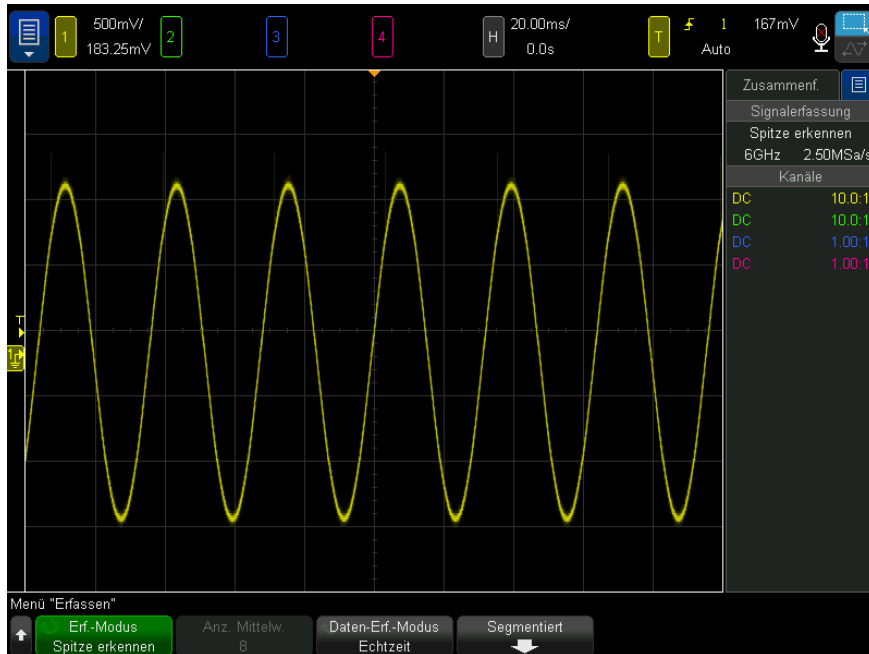 1 500mV/ 2 3 4 H 20.00ms/ T 1 167mV
183.25mV 0.0s Auto
Zusammenf.
Signalerfassung
Spitze erkennen
6GHz 2.50MSa/s
Kanäle
DC 10.0:1
DC 10.0:1
DC 1.00:1
DC 1.00:1
T
1
Menü "Erfassen"
Erf.-Modus Anz. Mittelw. Daten-Erf.-Modus Segmentiert
Spitze erkennen 8 Echtzeit